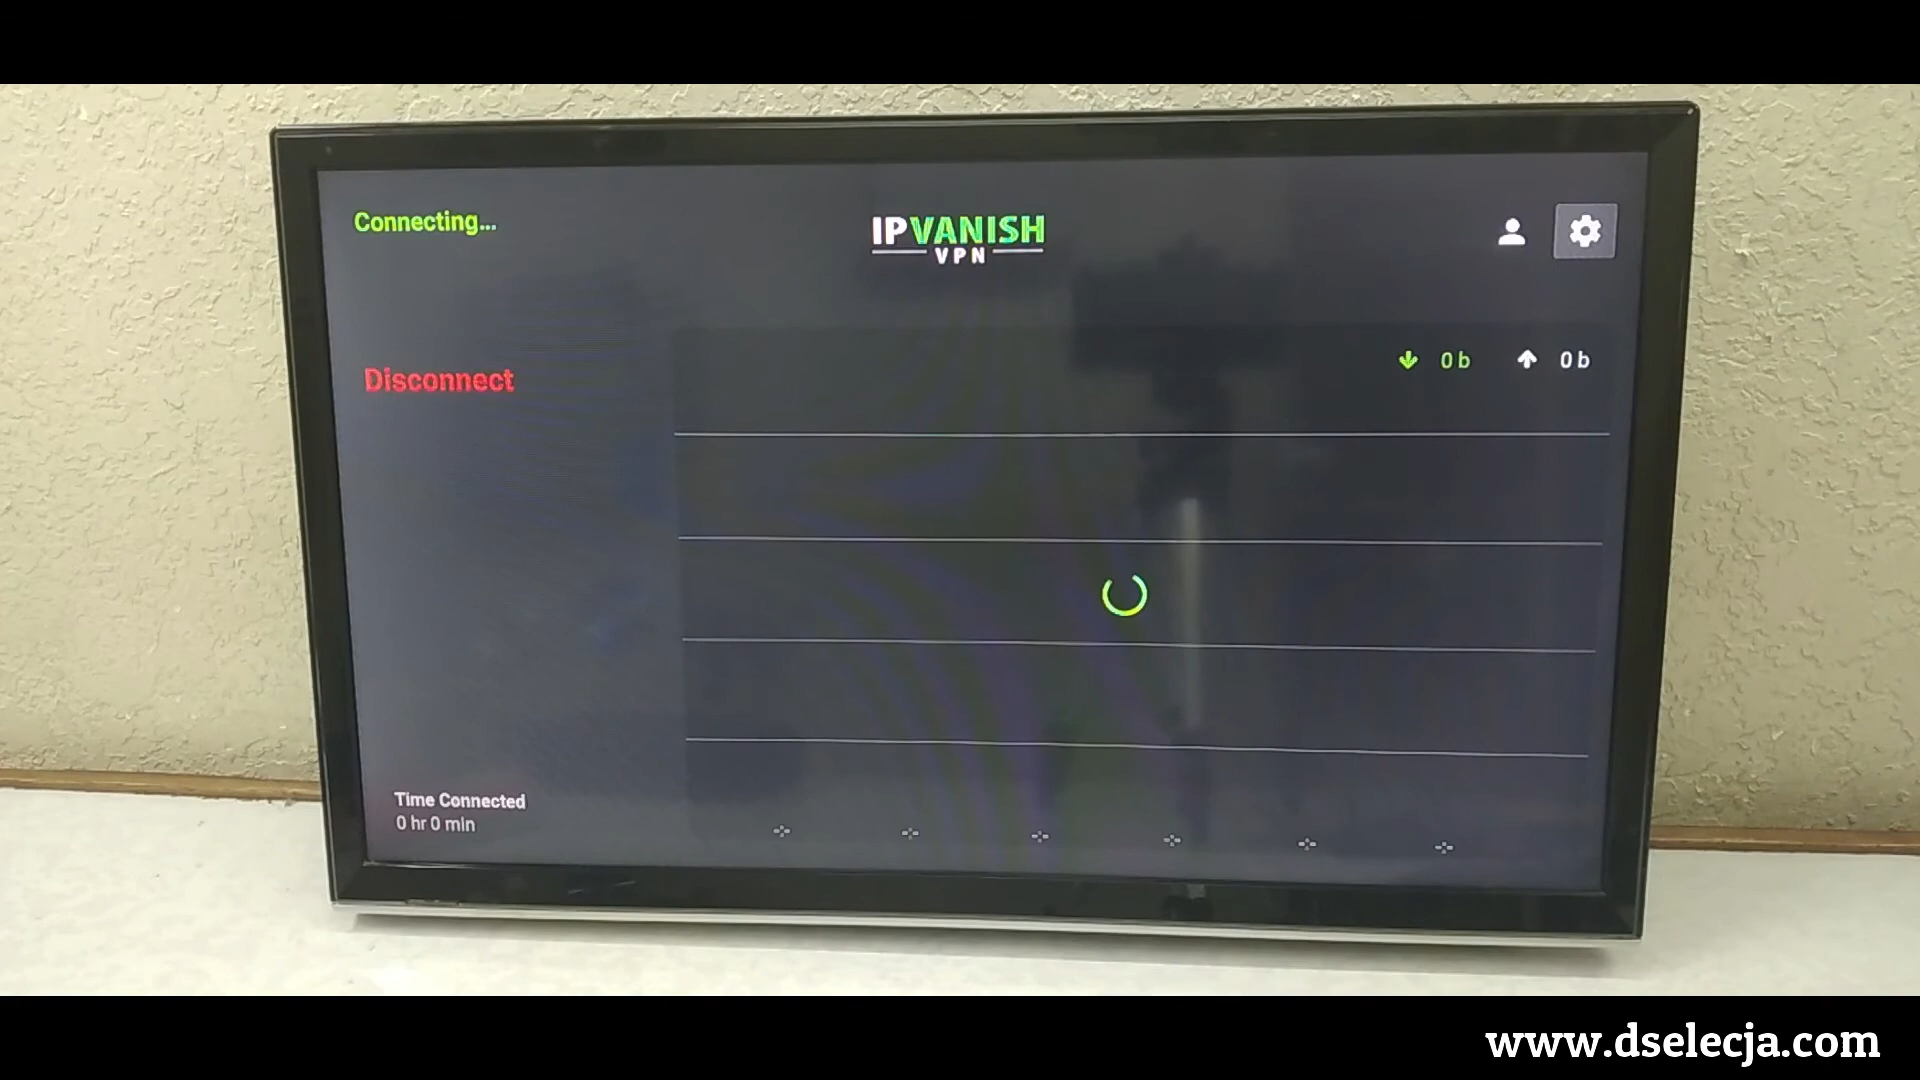 Connecting...
IPVANISH
VPN
0 b
0 b
Disconnect
Time Connected
0 hr 0 min
www.dselecja.com